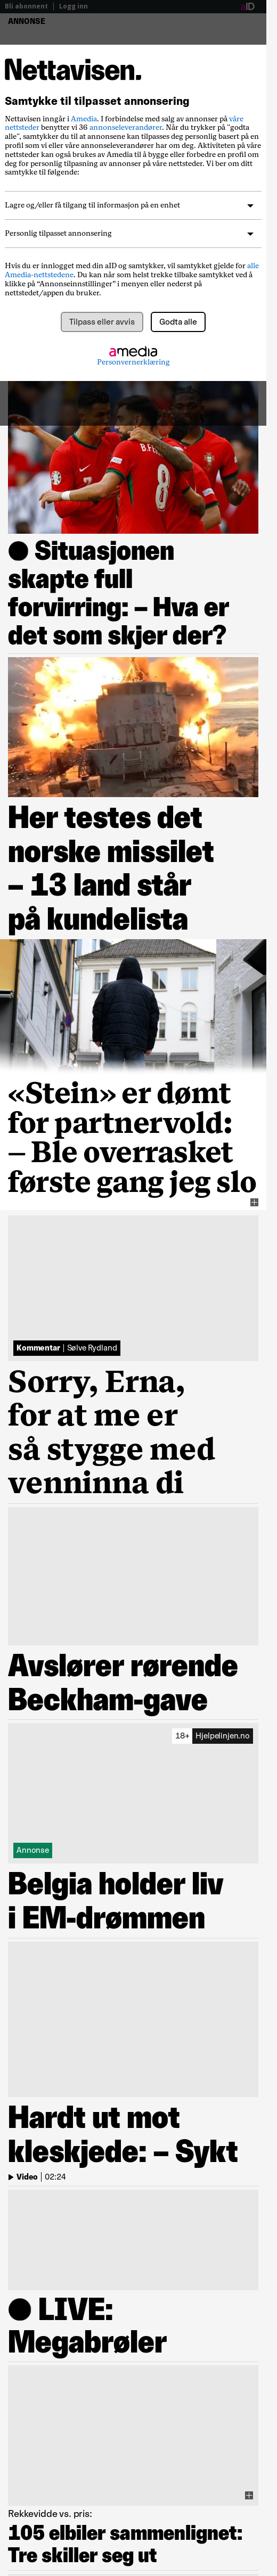 Bli abonnent | Logg inn
aID
ANNONSE
Nettavisen.
Samtykke til tilpasset annonsering
Nettavisen inngår i Amedia. I forbindelse med salg av annonser på våre
nettsteder benytter vi 36 annonseleverandører. Når du trykker på "godta
alle", samtykker du til at annonsene kan tilpasses deg personlig basert på en
profil som vi eller våre annonseleverandører har om deg. Aktiviteten på våre
nettsteder kan også brukes av Amedia til å bygge eller forbedre en profil om
deg for personlig tilpasning av annonser på våre nettsteder. Vi ber om ditt
samtykke til følgende:
Lagre og/eller få tilgang til informasjon på en enhet
Personlig tilpasset annonsering
Hvis du er innlogget med din aID og samtykker, vil samtykket gjelde for alle
Amedia-nettstedene. Du kan når som helst trekke tilbake samtykket ved å
klikke på “Annonseinnstillinger” i menyen eller nederst på
nettstedet/appen du bruker.
Tilpass eller avvis
Godta alle
amedia
Personvernerklæring
B.FE
8
Situasjonen
skapte full
forvirring: – Hva er
det som skjer der?
Her testes det
norske missilet
– 13 land står
på kundelista
«Stein» er dømt
for partnervold:
– Ble overrasket
første gang jeg slo
Kommentar | Sølve Rydland
Sorry, Erna,
for at me er
så stygge med
venninna di
Avslører rørende
Beckham-gave
18+ Hjelpelinjen.no
Annonse
Belgia holder liv
i EM-drømmen
Hardt ut mot
kleskjede: – Sykt
Video | 02:24
LIVE:
Megabrøler
Rekkevidde vs. pris:
105 elbiler sammenlignet:
Tre skiller seg ut